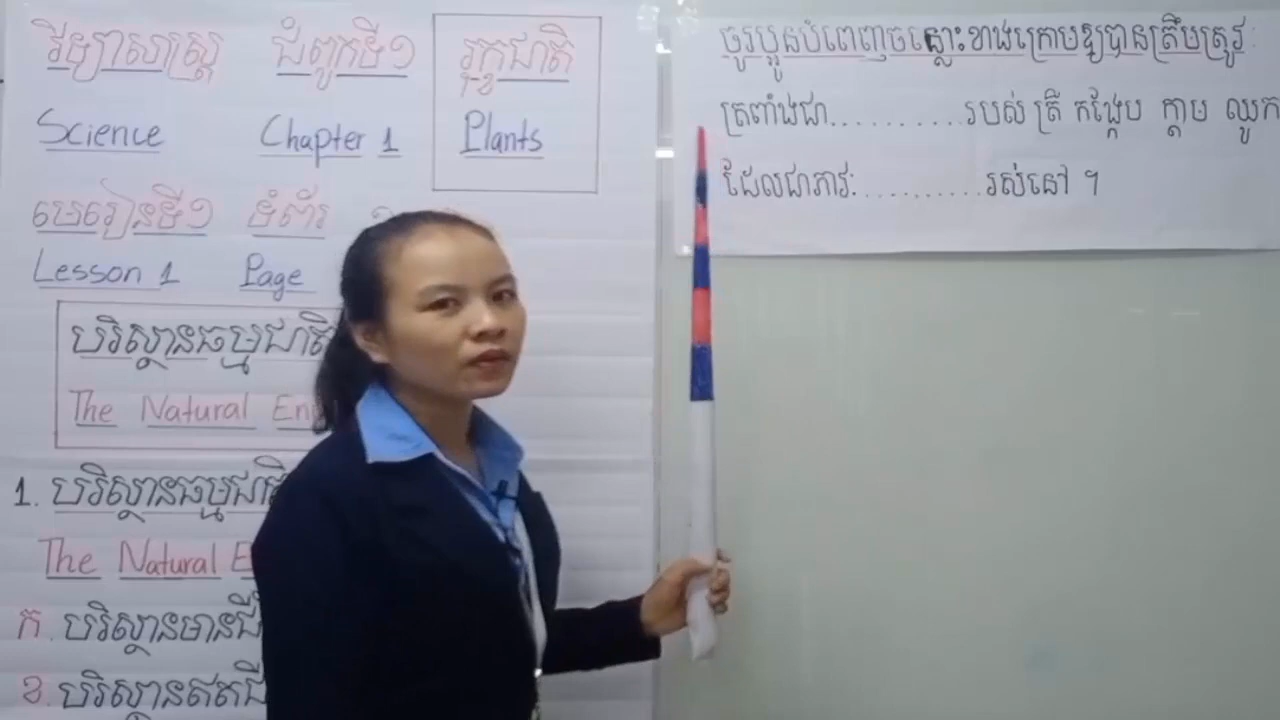 វិទ្យាសាស្ត្រ ជំពូកទី១ រុក្ខជាតិ
Science Chapter 1 Plants
មេរៀនទី១ ទំព័រ
Lesson 1 Page
បរិស្ថានធម្មជាតិ
The Natural
1. បរិស្ថានធម្មជាតិ
The Natural
ក. បរិស្ថានមាន
ខ. បរិស្ថានឥត
ចូរប្អូនបំពេញចន្លោះខាងក្រោមឱ្យបានត្រឹមត្រូវ:
ត្រពាំងជា...........របស់ ត្រី កង្កែប ក្តាម ឈូក
ដែលជាភាវៈ...........រស់នៅ ។